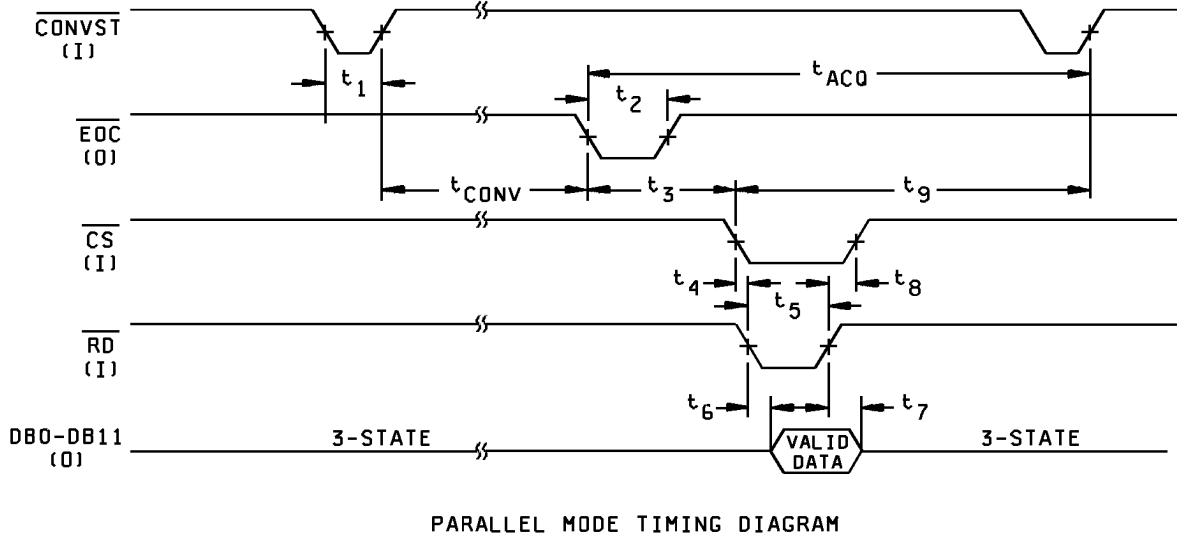 CONVST
(I)
t1
tACQ
t2
EOC
(O)
tCONV
t3
t9
CS
(I)
t4
t5
t8
RD
(I)
t6
t7
DB0-DB11
(O)
3-STATE
VALID
DATA
3-STATE
PARALLEL MODE TIMING DIAGRAM